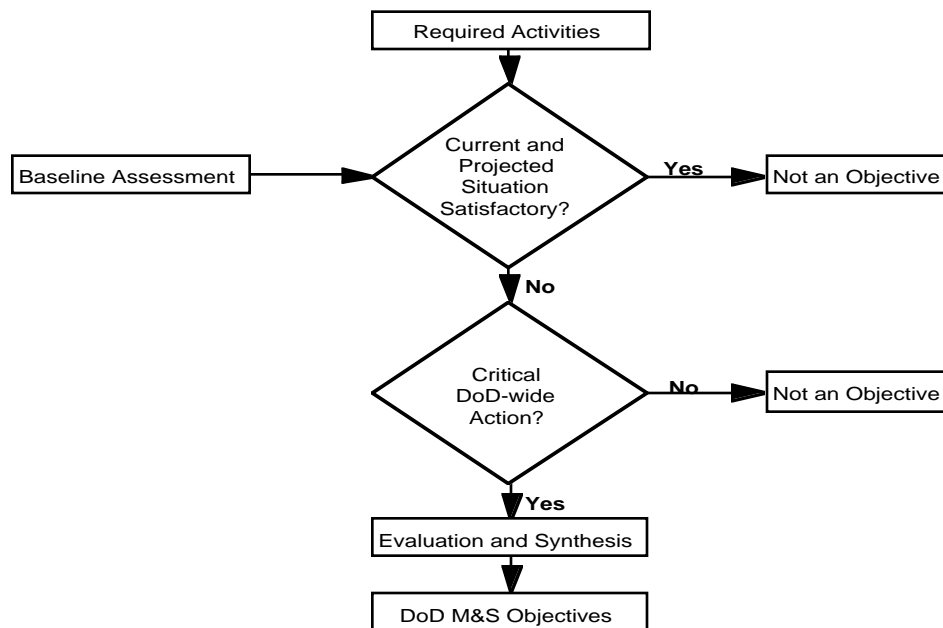 Required Activities
Current and
Projected
Situation
Satisfactory?
Baseline Assessment
Yes
Not an Objective
No
Critical
DoD-wide
Action?
No
Not an Objective
Yes
Evaluation and Synthesis
DoD M&S Objectives